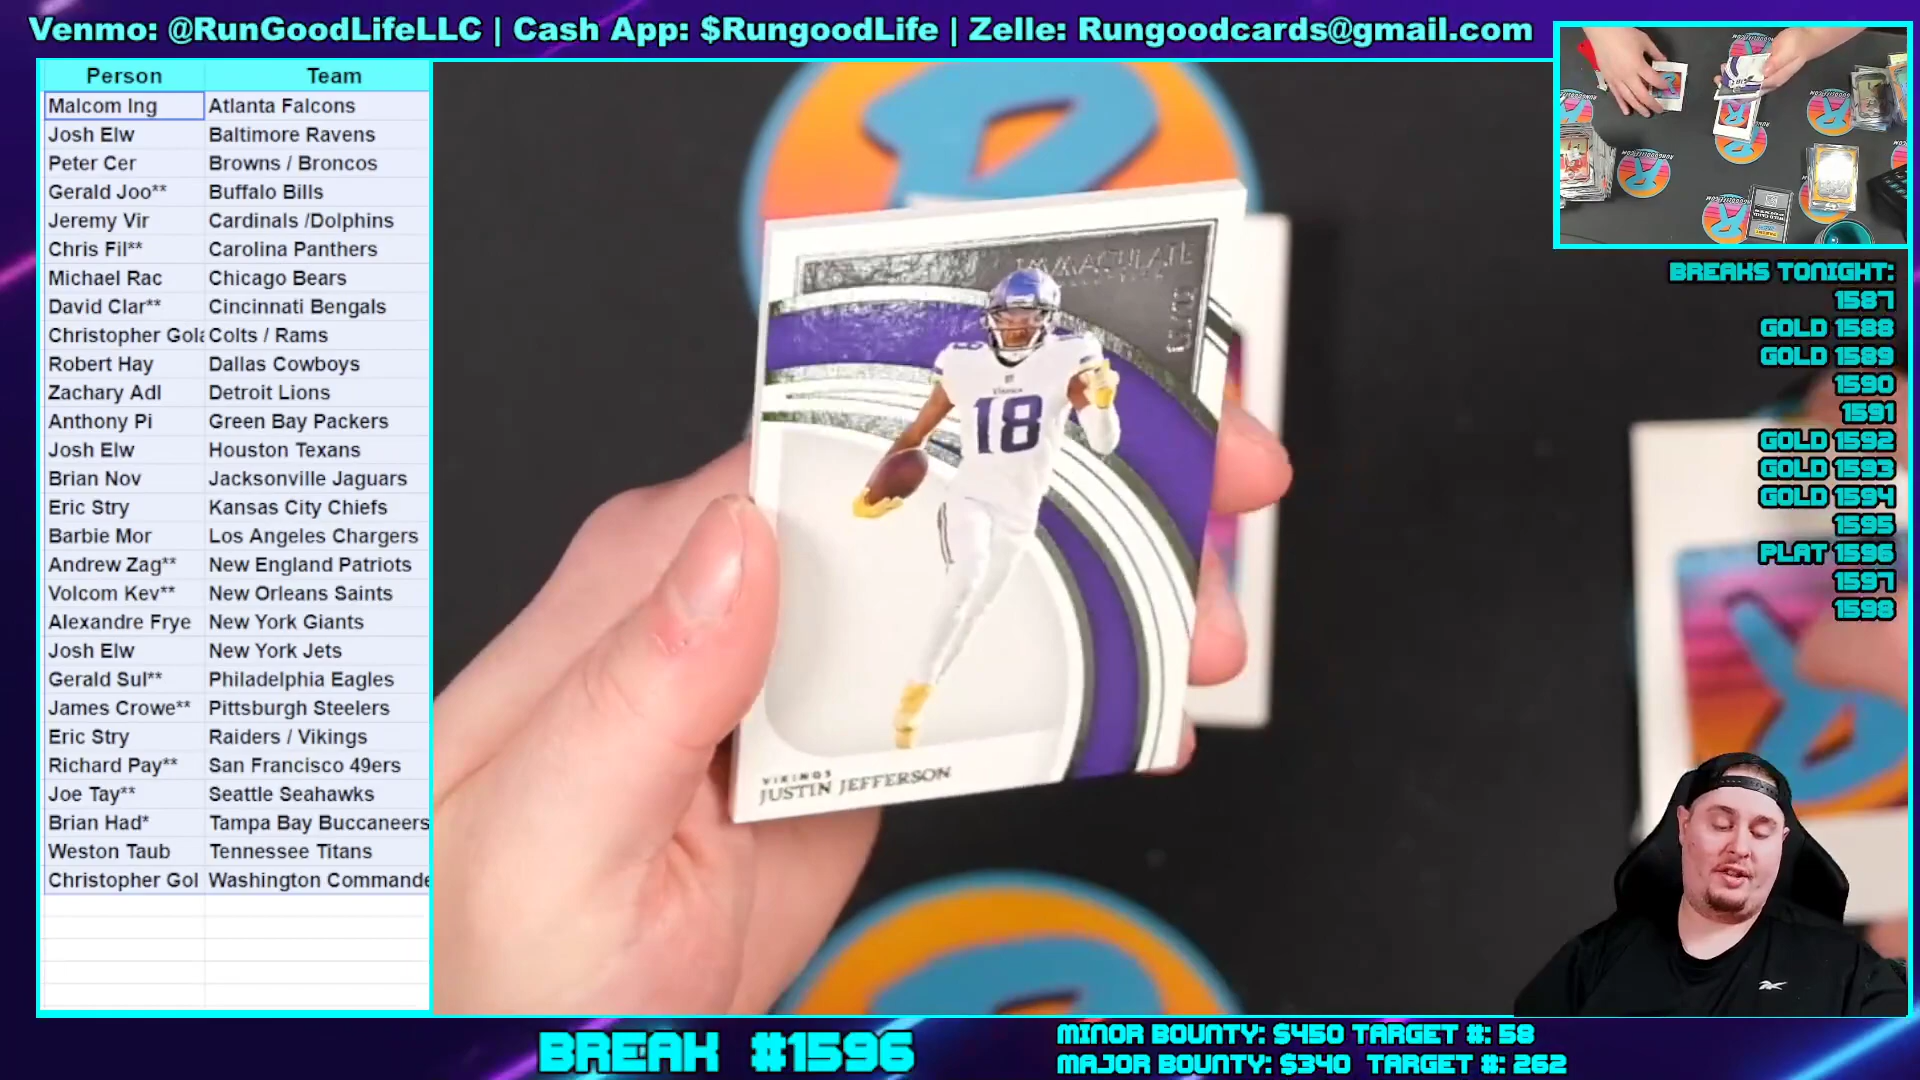 Venmo: @RunGoodLifeLLC | Cash App: $RungoodLife | Zelle: Rungoodcards@gmail.com
Person Team
Malcom Ing Atlanta Falcons
Josh Elw Baltimore Ravens
Peter Cer Browns / Broncos
Gerald Joo** Buffalo Bills
Jeremy Vir Cardinals /Dolphins
Chris Fil** Carolina Panthers
Michael Rac Chicago Bears
David Clar** Cincinnati Bengals
Christopher Gola Colts / Rams
Robert Hay Dallas Cowboys
Zachary Adl Detroit Lions
Anthony Pi Green Bay Packers
Josh Elw Houston Texans
Brian Nov Jacksonville Jaguars
Eric Stry Kansas City Chiefs
Barbie Mor Los Angeles Chargers
Andrew Zag** New England Patriots
Volcom Kev** New Orleans Saints
Alexandre Frye New York Giants
Josh Elw New York Jets
Gerald Sul** Philadelphia Eagles
James Crowe** Pittsburgh Steelers
Eric Stry Raiders / Vikings
Richard Pay** San Francisco 49ers
Joe Tay** Seattle Seahawks
Brian Had* Tampa Bay Buccaneers
Weston Taub Tennessee Titans
Christopher Gol Washington Commande
IMMACULATE
18
VIKINGS
JUSTIN JEFFERSON
BREAKS TONIGHT:
1587
GOLD 1588
GOLD 1589
1590
1591
GOLD 1592
GOLD 1593
GOLD 1594
1595
PLAT 1596
1597
1598
BREAK #1596
MINOR BOUNTY: $450 TARGET #: 58
MAJOR BOUNTY: $340 TARGET #: 262